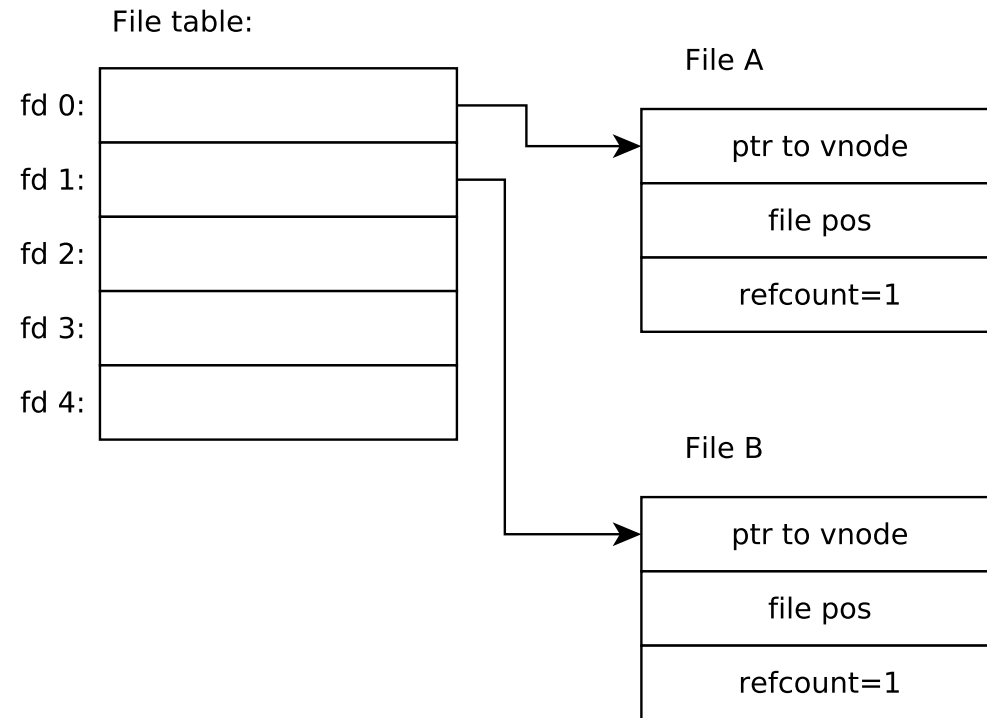 File table:
fd 0:
fd 1:
fd 2:
fd 3:
fd 4:
File A
ptr to vnode
file pos
refcount=1
File B
ptr to vnode
file pos
refcount=1